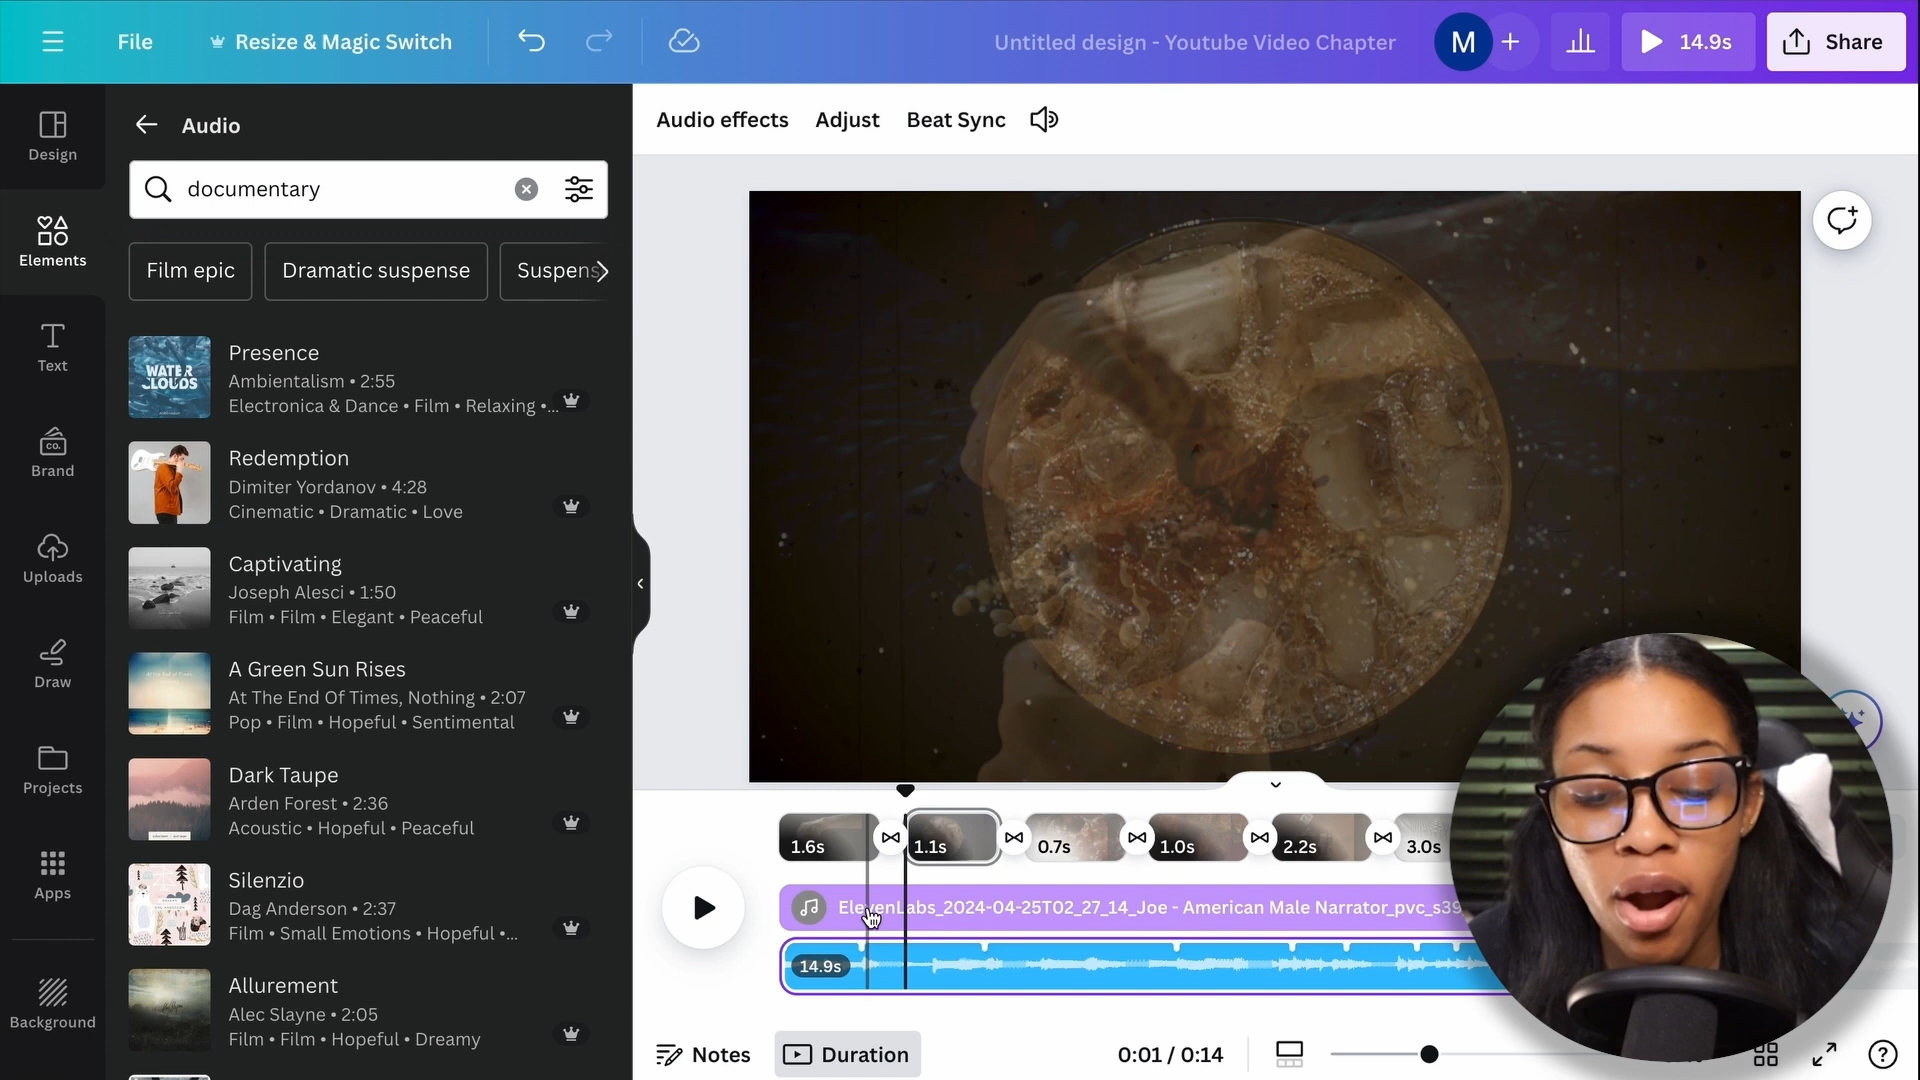 File
Resize & Magic Switch
Untitled design - Youtube Video Chapter
M
14.9s
Share
Design
Elements
Text
Brand
Uploads
Draw
Projects
Apps
Background
Audio
documentary
Film epic
Dramatic suspense
Suspens
WATER
CLOUDS
Presence
Ambientalism • 2:55
Electronica & Dance • Film • Relaxing •...
Redemption
Dimiter Yordanov • 4:28
Cinematic • Dramatic • Love
Captivating
Joseph Alesci • 1:50
Film • Film • Elegant • Peaceful
A Green Sun Rises
At The End Of Times, Nothing • 2:07
Pop • Film • Hopeful • Sentimental
Dark Taupe
Arden Forest • 2:36
Acoustic • Hopeful • Peaceful
Silenzio
Dag Anderson • 2:37
Film • Small Emotions • Hopeful •...
Allurement
Alec Slayne • 2:05
Film • Film • Hopeful • Dreamy
Audio effects
Adjust
Beat Sync
1.6s
1.1s
0.7s
1.0s
2.2s
3.0s
ElevenLabs_2024-04-25T02_27_14_Joe - American Male Narrator_pvc_s39
14.9s
Notes
Duration
0:01 / 0:14